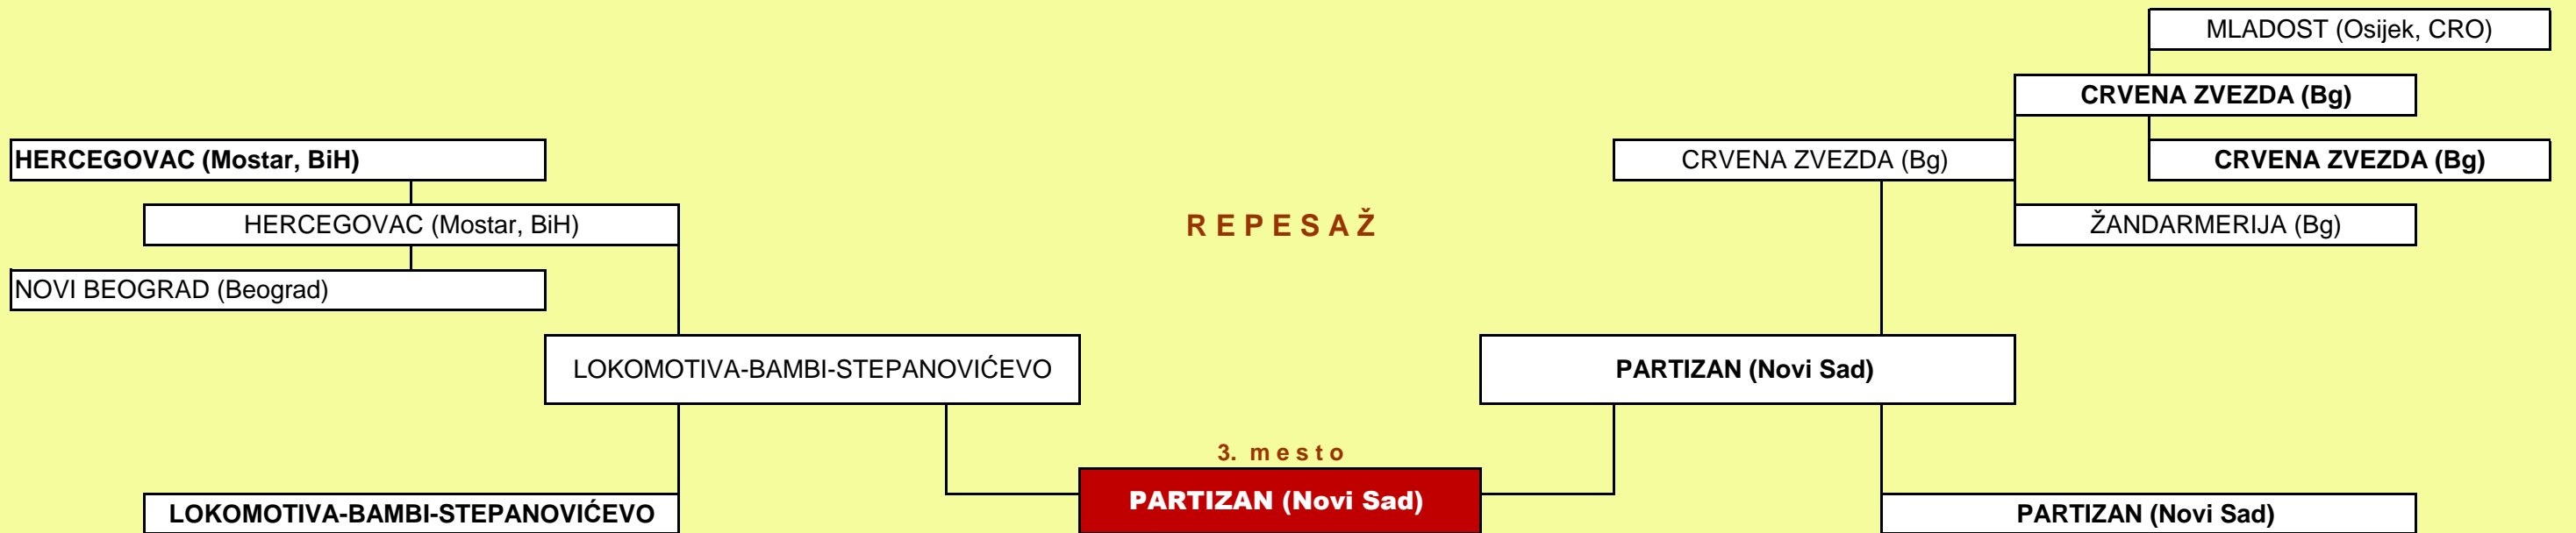 MLADOST (Osijek, CRO)
CRVENA ZVEZDA (Bg)
HERCEGOVAC (Mostar, BiH)
CRVENA ZVEZDA (Bg)
CRVENA ZVEZDA (Bg)
HERCEGOVAC (Mostar, BiH)
R E P E S A Ž
ŽANDARMERIJA (Bg)
NOVI BEOGRAD (Beograd)
LOKOMOTIVA-BAMBI-STEPANOVIĆEVO
PARTIZAN (Novi Sad)
3. m e s t o
PARTIZAN (Novi Sad)
LOKOMOTIVA-BAMBI-STEPANOVIĆEVO
PARTIZAN (Novi Sad)